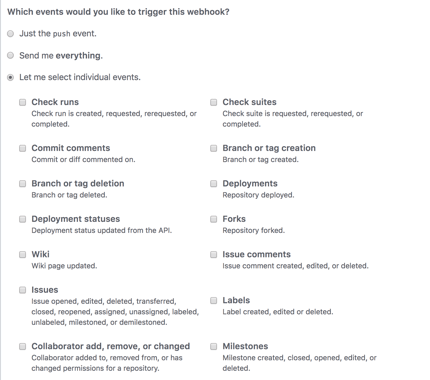 Which events would you like to trigger this webhook?
Just the push event.
Send me everything.
Let me select individual events.
Check runs
Check run is created, requested, rerequested, or
completed.
Check suites
Check suite is requested, rerequested, or
completed.
Commit comments
Commit or diff commented on.
Branch or tag creation
Branch or tag created.
Branch or tag deletion
Branch or tag deleted.
Deployments
Repository deployed.
Deployment statuses
Deployment status updated from the API.
Forks
Repository forked.
Wiki
Wiki page updated.
Issue comments
Issue comment created, edited, or deleted.
Issues
Issue opened, edited, deleted, transferred,
closed, reopened, assigned, unassigned, labeled,
unlabeled, milestoned, or demilestoned.
Labels
Label created, edited or deleted.
Collaborator add, remove, or changed
Collaborator added to, removed from, or has
changed permissions for a repository.
Milestones
Milestone created, closed, opened, edited, or
deleted.